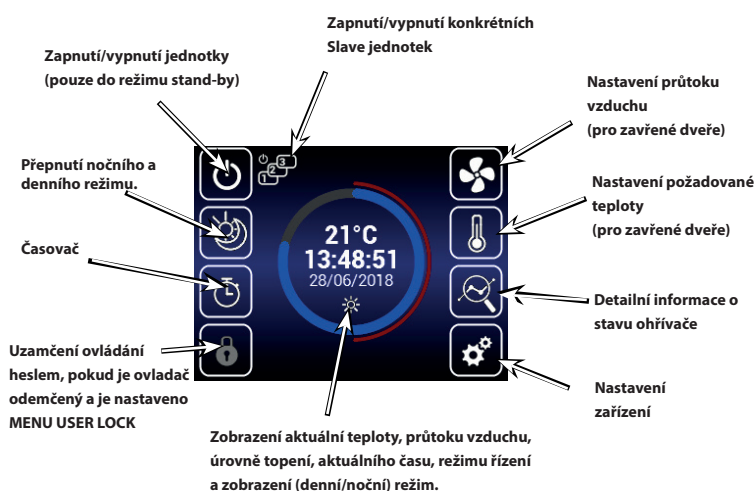 Zapnutí/vypnutí konkrétních
Slave jednotek
Zapnutí/vypnutí jednotky
(pouze do režimu stand-by)
Nastavení průtoku
vzduchu
(pro zavřené dveře)
Přepnutí nočního a
denního režimu.
Nastavení požadované
teploty
(pro zavřené dveře)
Časovač
1 2 3
21°C
13:48:51
28/06/2018
Detailní informace o
stavu ohřívače
Uzamčení ovládání
heslem, pokud je ovladač
odemčený a je nastaveno
MENU USER LOCK
Nastavení
zařízení
Zobrazení aktuální teploty, průtoku vzduchu,
úrovně topení, aktuálního času, režimu řízení
a zobrazení (denní/noční) režim.